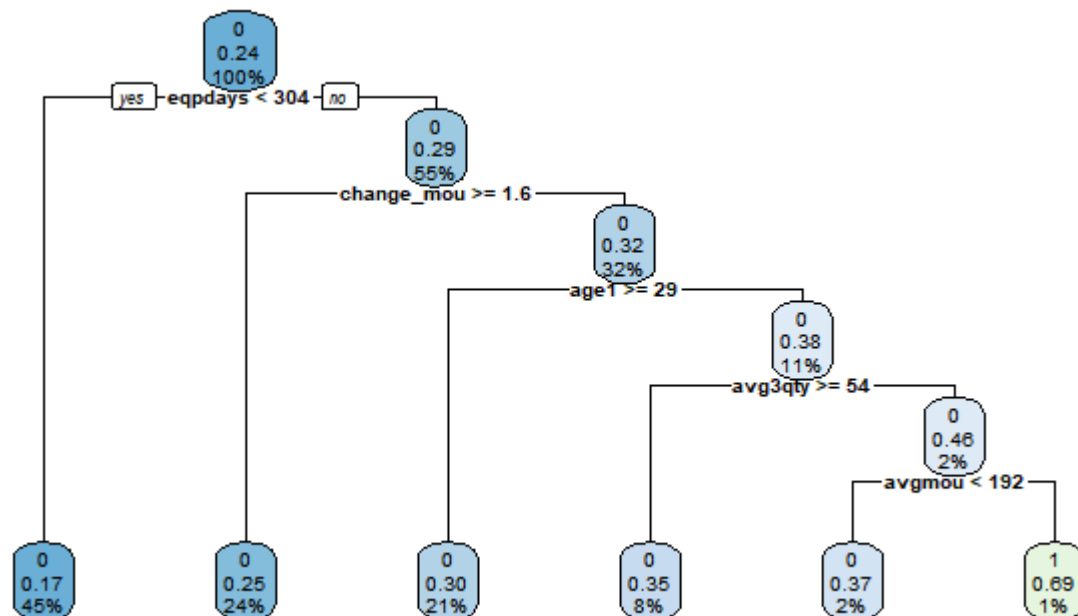 0
0.24
100%
yes eqpdays < 304 no
0
0.29
55%
change_mou >= 1.6
0
0.32
32%
age1 >= 29
0
0.38
11%
avg3qty >= 54
0
0.46
2%
avgmou < 192
0 0 0 0 0 1
0.17 0.25 0.30 0.35 0.37 0.69
45% 24% 21% 8% 2% 1%